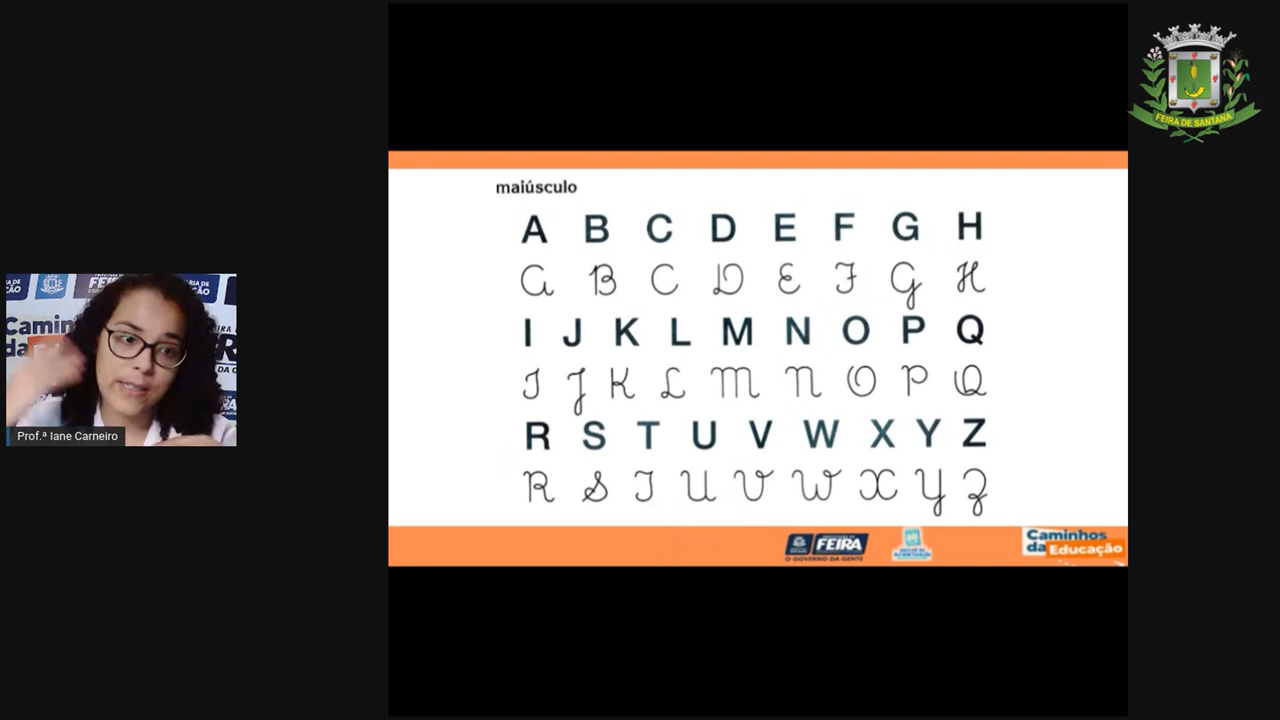 FEIRA DE SANTANA
maiúsculo
A B C D E F G H
A B C D E F G H
I J K L M N O P Q
I J K L M N O P Q
R S T U V W X Y Z
R S T U V W X Y Z
Prof.ª Iane Carneiro
FEIRA
O GOVERNO DA GENTE
Caminhos
da Educação